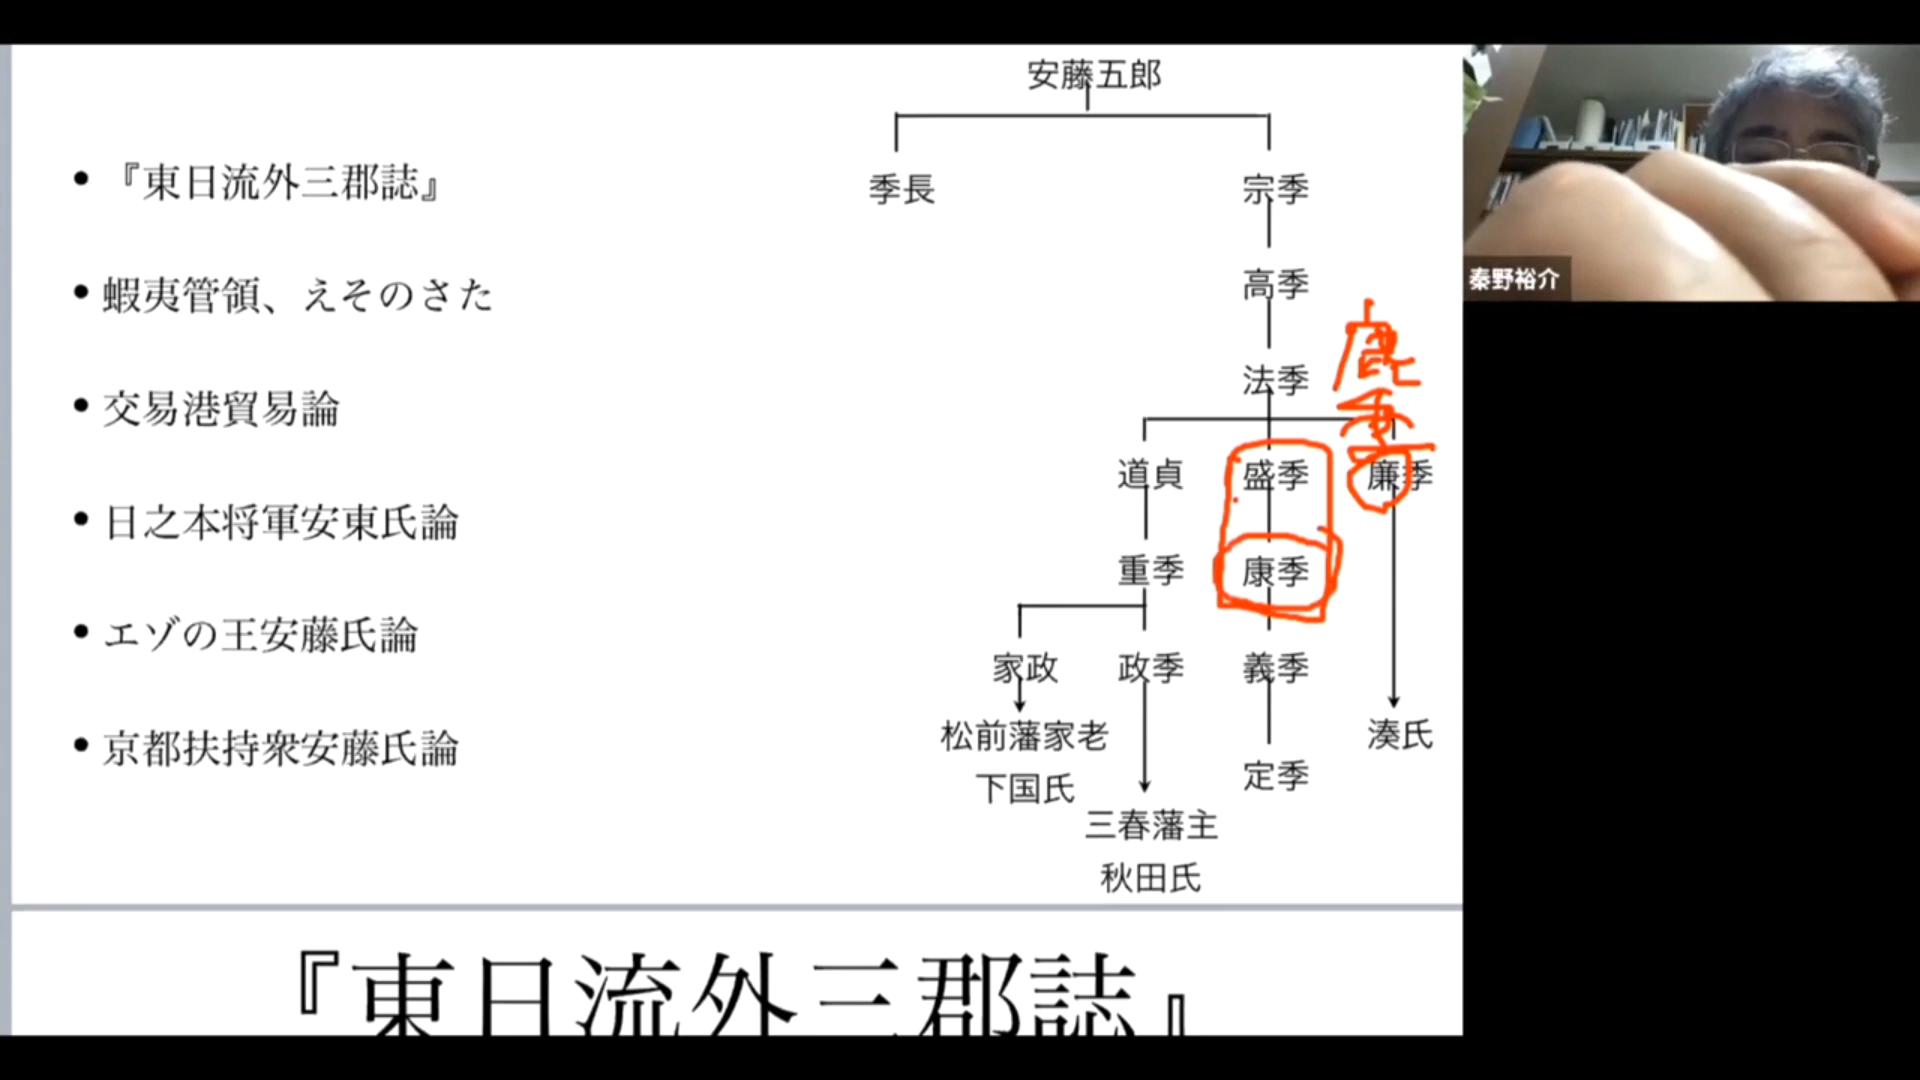 『東日流外三郡誌』
蝦夷管領、えそのさた
交易港貿易論
日之本将軍安東氏論
エゾの王安藤氏論
京都扶持衆安藤氏論
安藤五郎
季長 宗季
高季
法季
鹿季
道貞 盛季 廉季
重季 康季
家政 政季 義季
松前藩家老 湊氏
下国氏 定季
三春藩主
秋田氏
秦野裕介
『東日流外三郡誌』